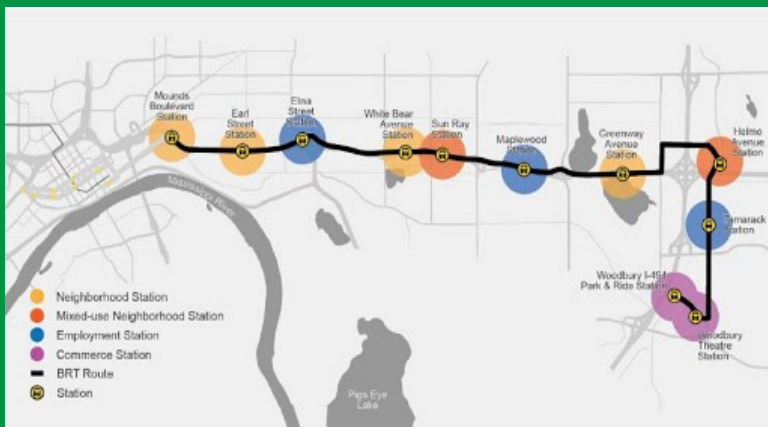 Mounds
Boulevard
Station
Earl
Street
Station
Etna
Street
Station
White Bear
Avenue
Station
Sun Ray
Station
Maplewood
Station
Greenway
Avenue
Station
Helmo
Avenue
Station
Tamarack
Station
Woodbury I-494
Park & Ride Station
Woodbury
Theatre
Station
Mississippi River
Pigs Eye
Lake
Neighborhood Station
Mixed-use Neighborhood Station
Employment Station
Commerce Station
BRT Route
Station